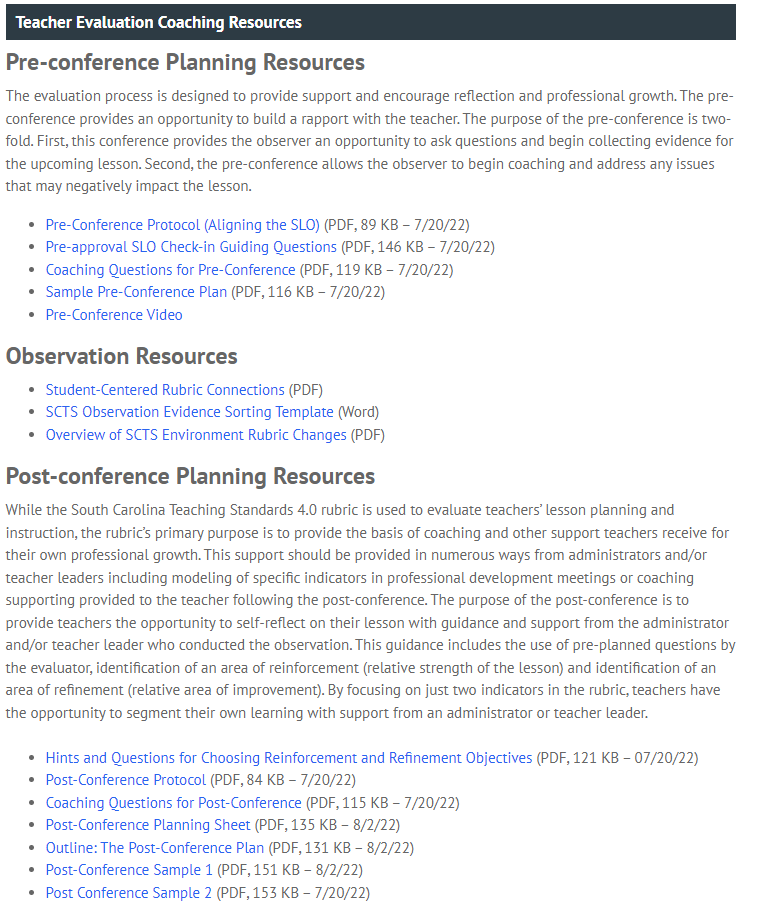 Teacher Evaluation Coaching Resources
Pre-conference Planning Resources
The evaluation process is designed to provide support and encourage reflection and professional growth. The pre-
conference provides an opportunity to build a rapport with the teacher. The purpose of the pre-conference is two-
fold. First, this conference provides the observer an opportunity to ask questions and begin collecting evidence for
the upcoming lesson. Second, the pre-conference allows the observer to begin coaching and address any issues
that may negatively impact the lesson.
• Pre-Conference Protocol (Aligning the SLO) (PDF, 89 KB – 7/20/22)
• Pre-approval SLO Check-in Guiding Questions (PDF, 146 KB – 7/20/22)
• Coaching Questions for Pre-Conference (PDF, 119 KB – 7/20/22)
• Sample Pre-Conference Plan (PDF, 116 KB – 7/20/22)
• Pre-Conference Video
Observation Resources
• Student-Centered Rubric Connections (PDF)
• SCTS Observation Evidence Sorting Template (Word)
• Overview of SCTS Environment Rubric Changes (PDF)
Post-conference Planning Resources
While the South Carolina Teaching Standards 4.0 rubric is used to evaluate teachers’ lesson planning and
instruction, the rubric’s primary purpose is to provide the basis of coaching and other support teachers receive for
their own professional growth. This support should be provided in numerous ways from administrators and/or
teacher leaders including modeling of specific indicators in professional development meetings or coaching
supporting provided to the teacher following the post-conference. The purpose of the post-conference is to
provide teachers the opportunity to self-reflect on their lesson with guidance and support from the administrator
and/or teacher leader who conducted the observation. This guidance includes the use of pre-planned questions by
the evaluator, identification of an area of reinforcement (relative strength of the lesson) and identification of an
area of refinement (relative area of improvement). By focusing on just two indicators in the rubric, teachers have
the opportunity to segment their own learning with support from an administrator or teacher leader.
• Hints and Questions for Choosing Reinforcement and Refinement Objectives (PDF, 121 KB – 07/20/22)
• Post-Conference Protocol (PDF, 84 KB – 7/20/22)
• Coaching Questions for Post-Conference (PDF, 115 KB – 7/20/22)
• Post-Conference Planning Sheet (PDF, 135 KB – 8/2/22)
• Outline: The Post-Conference Plan (PDF, 131 KB – 8/2/22)
• Post-Conference Sample 1 (PDF, 151 KB – 8/2/22)
• Post Conference Sample 2 (PDF, 153 KB – 7/20/22)